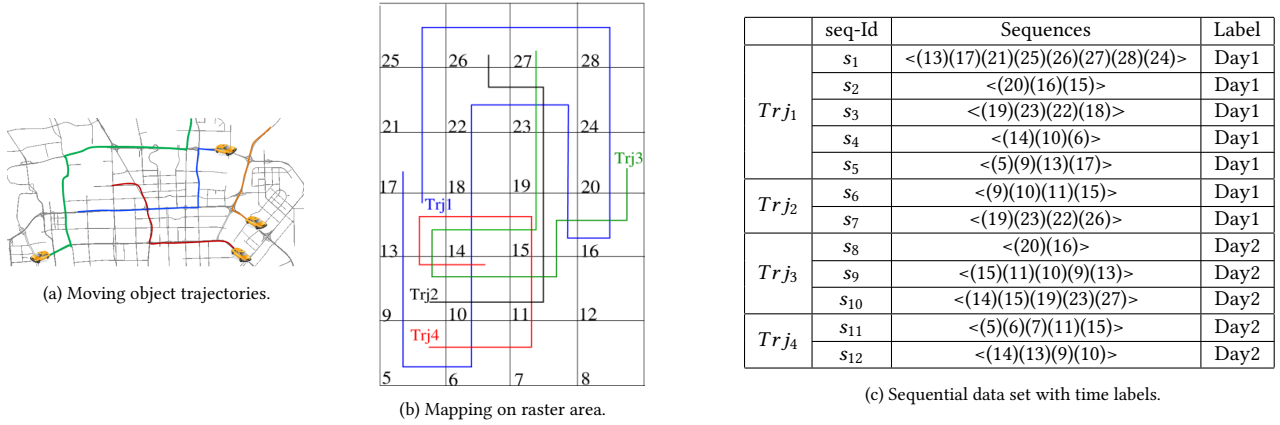 (a) Moving object trajectories.
25 26 27 28
21 22 23 24
Trj3
17 18 19 20
Trj1
13 14 15 16
Trj2
9 10 11 12
Trj4
5 6 7 8
(b) Mapping on raster area.
seq-Id Sequences Label
Trj1 s1 <(13)(17)(21)(25)(26)(27)(28)(24)> Day1
s2 <(20)(16)(15)> Day1
s3 <(19)(23)(22)(18)> Day1
s4 <(14)(10)(6)> Day1
s5 <(5)(9)(13)(17)> Day1
Trj2 s6 <(9)(10)(11)(15)> Day1
s7 <(19)(23)(22)(26)> Day1
Trj3 s8 <(20)(16)> Day2
s9 <(15)(11)(10)(9)(13)> Day2
s10 <(14)(15)(19)(23)(27)> Day2
Trj4 s11 <(5)(6)(7)(11)(15)> Day2
s12 <(14)(13)(9)(10)> Day2
(c) Sequential data set with time labels.